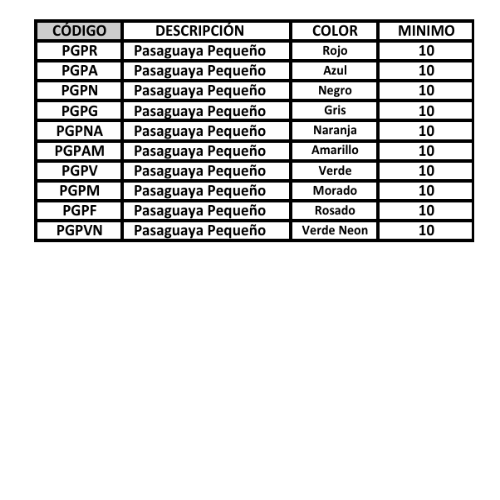 CÓDIGO DESCRIPCIÓN COLOR MINIMO
PGPR Pasaguaya Pequeño Rojo 10
PGPA Pasaguaya Pequeño Azul 10
PGPN Pasaguaya Pequeño Negro 10
PGPG Pasaguaya Pequeño Gris 10
PGPNA Pasaguaya Pequeño Naranja 10
PGPAM Pasaguaya Pequeño Amarillo 10
PGPV Pasaguaya Pequeño Verde 10
PGPM Pasaguaya Pequeño Morado 10
PGPF Pasaguaya Pequeño Rosado 10
PGPVN Pasaguaya Pequeño Verde Neon 10